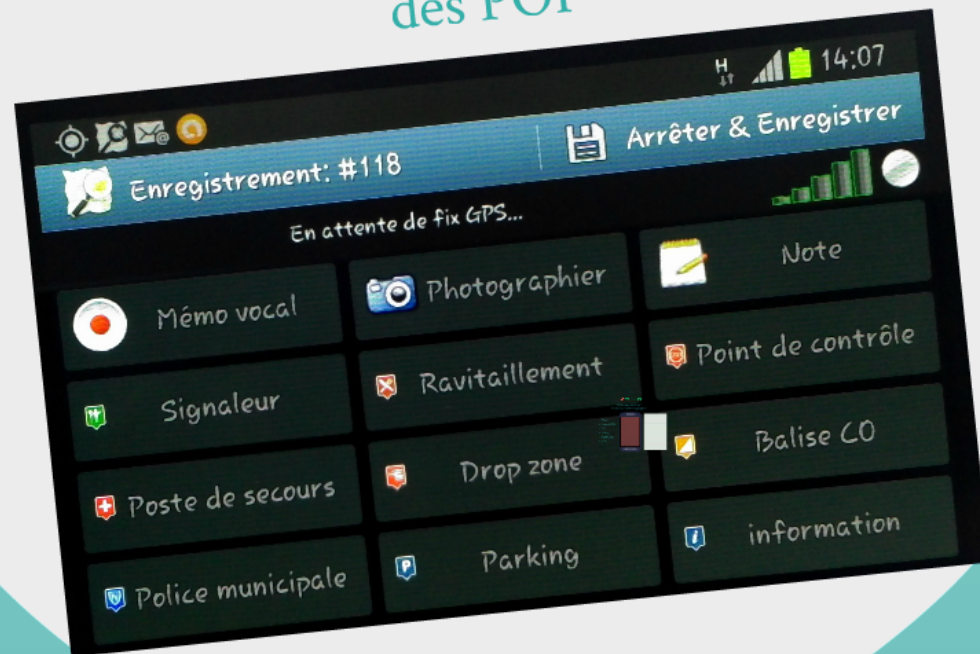 des POI
H
14:07
Enregistrement: #118
Arrêter & Enregistrer
En attente de fix GPS...
Mémo vocal
Photographier
Note
Signaleur
Ravitaillement
Point de contrôle
Poste de secours
Drop zone
Balise CO
Police municipale
Parking
information